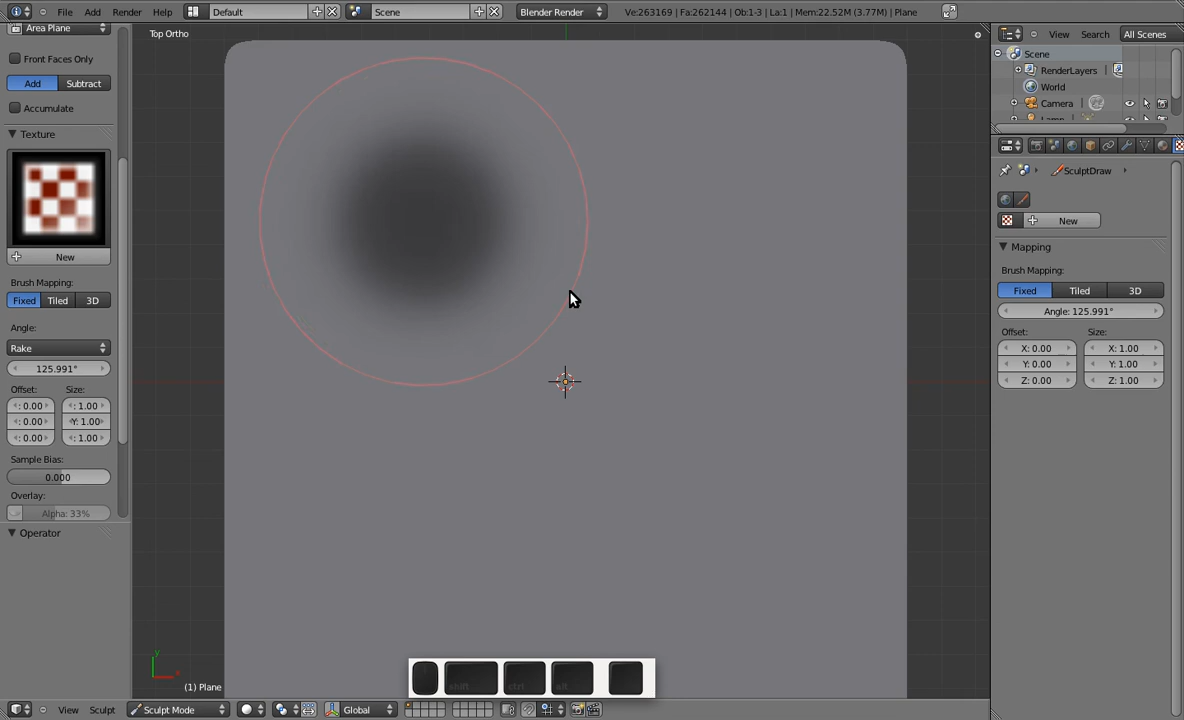 File Add Render Help Default Scene Blender Render Ve:263169 | Fa:262144 | Ob:1-3 | La:1 | Mem:22.52M (3.77M) | Plane
Area Plane
Front Faces Only
Add Subtract
Accumulate
Texture
New
Brush Mapping:
Fixed Tiled 3D
Angle:
Rake
125.991°
Offset: Size:
: 0.00 : 1.00
: 0.00 Y: 1.00
: 0.00 : 1.00
Sample Bias:
0.000
Overlay:
Alpha: 33%
Operator
Top Ortho
y
x
(1) Plane
shift ctrl alt
View Sculpt Sculpt Mode Global
View Search All Scenes
Scene
RenderLayers
World
Camera
Lamp
SculptDraw
New
Mapping
Brush Mapping:
Fixed Tiled 3D
Angle: 125.991°
Offset: Size:
X: 0.00 X: 1.00
Y: 0.00 Y: 1.00
Z: 0.00 Z: 1.00